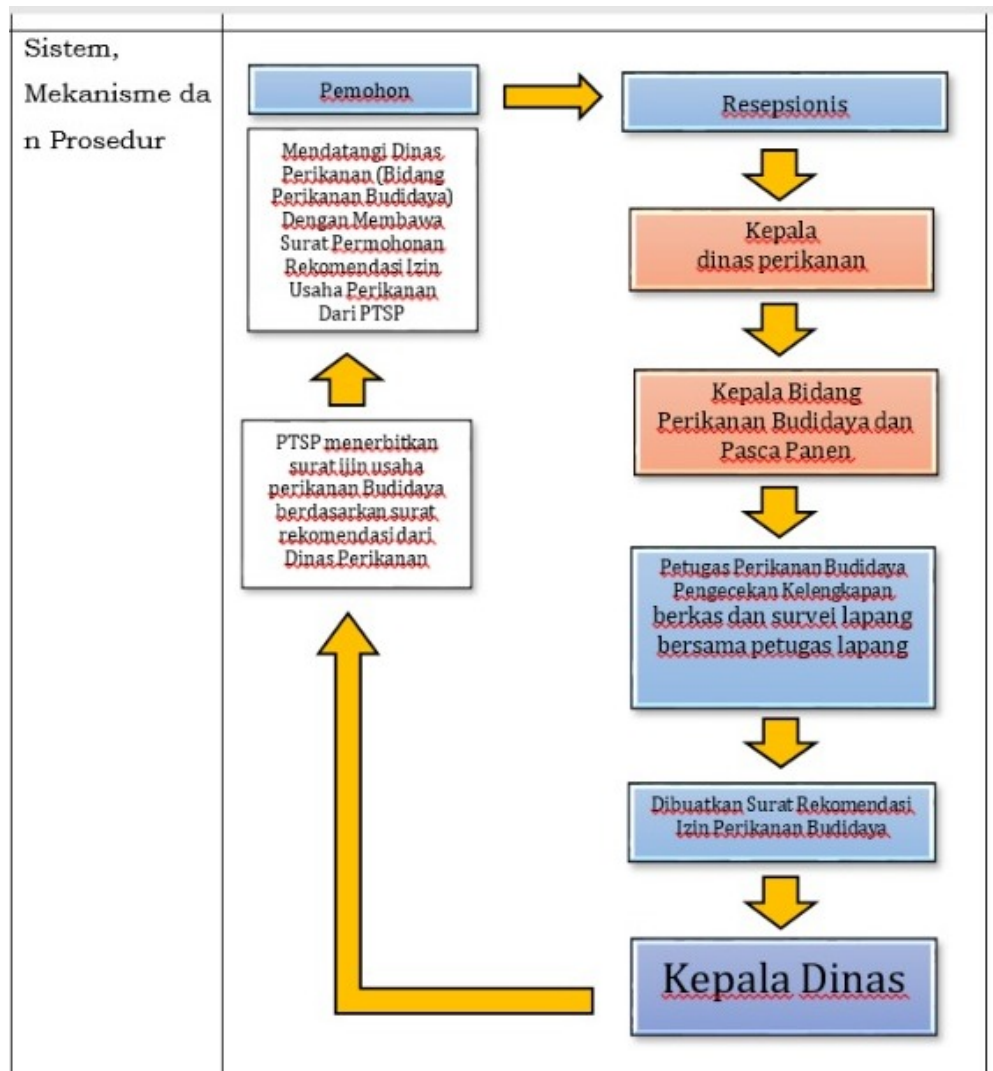 Sistem,
Mekanisme da
n Prosedur
Pemohon
Mendatangi Dinas
Perikanan (Bidang
Perikanan Budidaya)
Dengan Membawa
Surat Permohonan
Rekomendasi Izin
Usaha Perikanan
Dari PTSP
PTSP menerbitkan
surat ijin usaha
perikanan Budidaya
berdasarkan surat
rekomendasi dari
Dinas Perikanan
Resepsionis
Kepala
dinas perikanan
Kepala Bidang
Perikanan Budidaya dan
Pasca Panen
Petugas Perikanan Budidaya
Pengecekan Kelengkapan
berkas dan survei lapang
bersama petugas lapang
Dibuatkan Surat Rekomendasi
Izin Perikanan Budidaya
Kepala Dinas